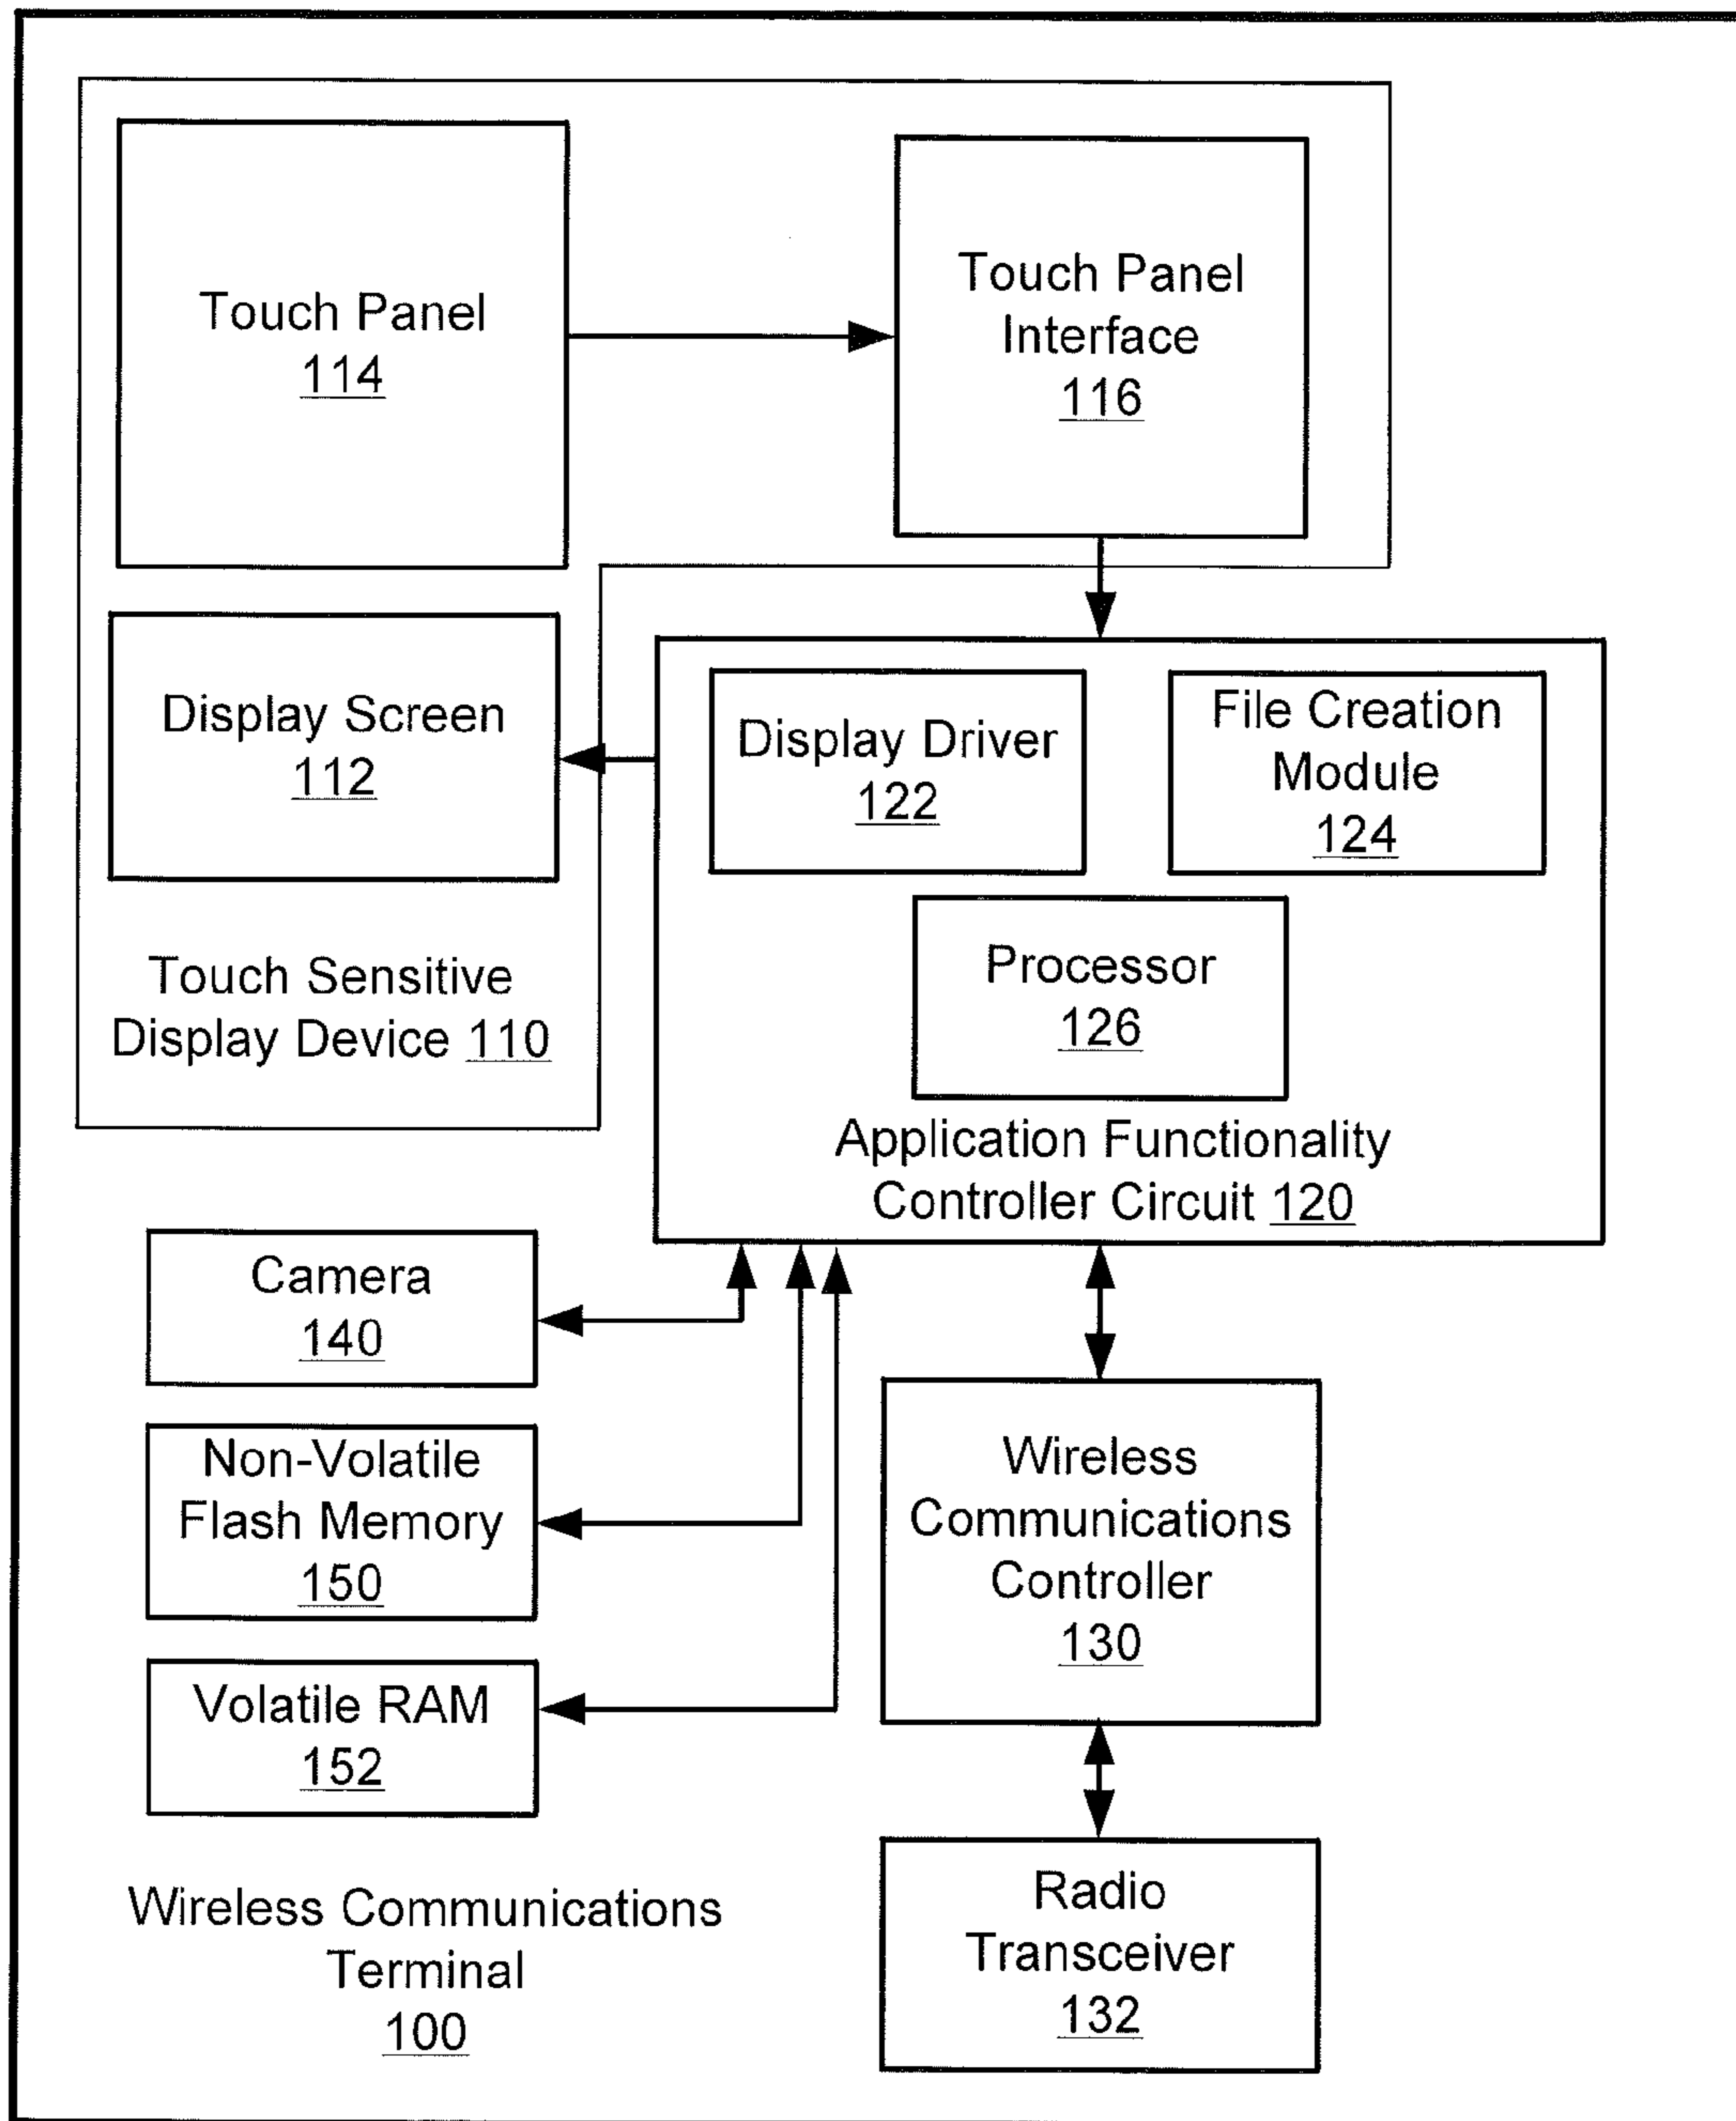 Touch Panel
114
Touch Panel
Interface
116
Display Screen
112
Touch Sensitive
Display Device 110
Display Driver
122
File Creation
Module
124
Processor
126
Application Functionality
Controller Circuit 120
Camera
140
Non-Volatile
Flash Memory
150
Volatile RAM
152
Wireless
Communications
Controller
130
Radio
Transceiver
132
Wireless Communications
Terminal
100